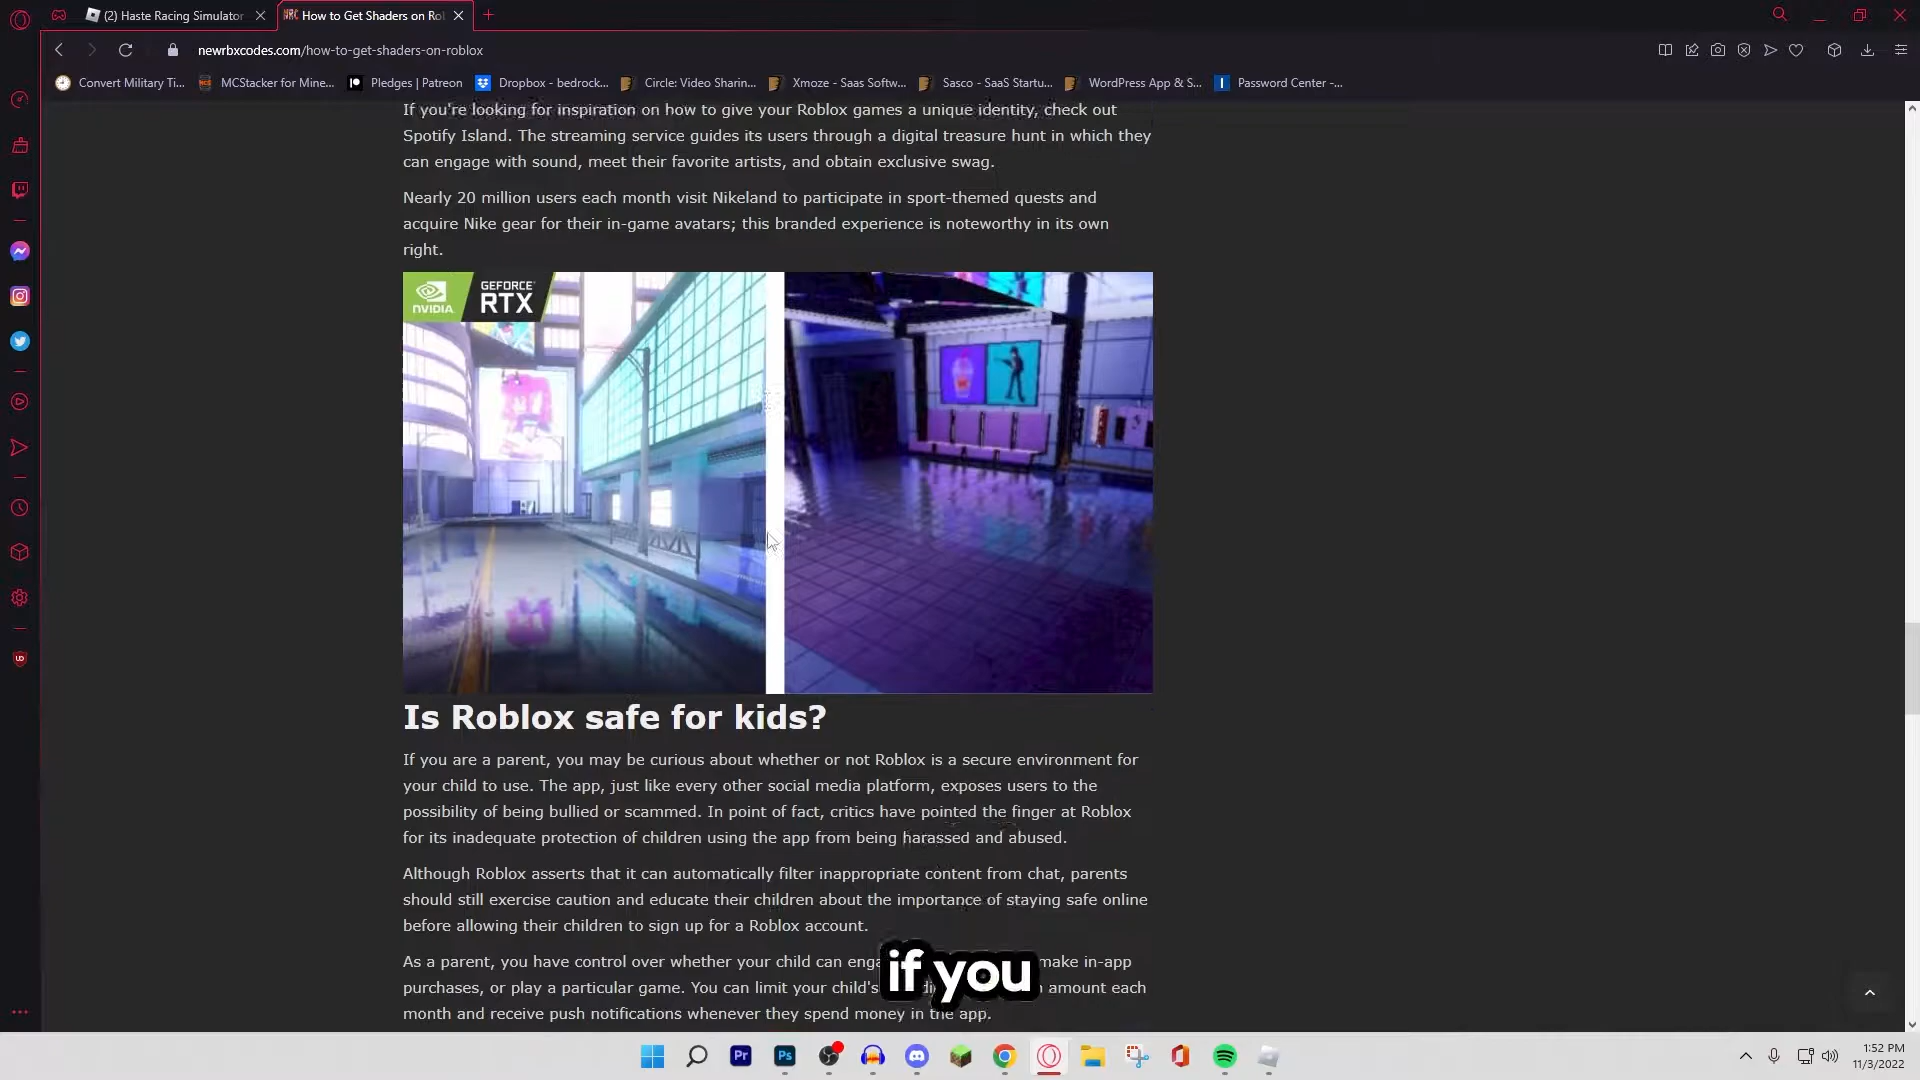 (2) Haste Racing Simulator
How to Get Shaders on Rol
newrbxcodes.com/how-to-get-shaders-on-roblox
Convert Military Ti...
MCStacker for Mine...
Pledges | Patreon
Dropbox - bedrock...
Circle: Video Sharin...
Xmoze - Saas Softw...
Sasco - SaaS Startu...
WordPress App & S...
Password Center -...
If you're looking for inspiration on how to give your Roblox games a unique identity, check out
Spotify Island. The streaming service guides its users through a digital treasure hunt in which they
can engage with sound, meet their favorite artists, and obtain exclusive swag.
Nearly 20 million users each month visit Nikeland to participate in sport-themed quests and
acquire Nike gear for their in-game avatars; this branded experience is noteworthy in its own
right.
NVIDIA
GEFORCE
RTX
Is Roblox safe for kids?
If you are a parent, you may be curious about whether or not Roblox is a secure environment for
your child to use. The app, just like every other social media platform, exposes users to the
possibility of being bullied or scammed. In point of fact, critics have pointed the finger at Roblox
for its inadequate protection of children using the app from being harassed and abused.
Although Roblox asserts that it can automatically filter inappropriate content from chat, parents
should still exercise caution and educate their children about the importance of staying safe online
before allowing their children to sign up for a Roblox account.
As a parent, you have control over whether your child can make in-app
purchases, or play a particular game. You can limit your child's amount each
month and receive push notifications whenever they spend money in the app.
if you
Pr
Ps
1:52 PM
11/3/2022